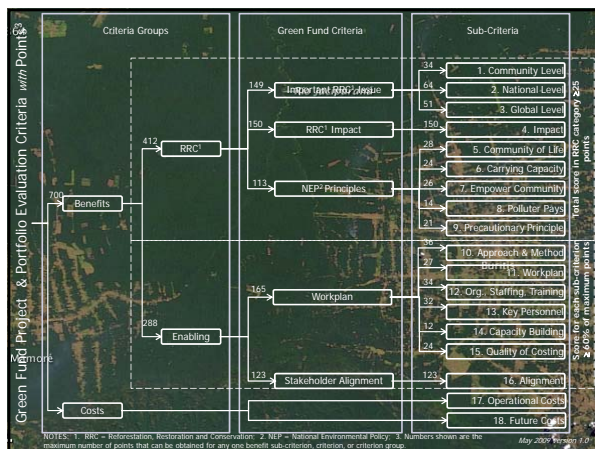 Green Fund Project & Portfolio Evaluation Criteria with Points³
Criteria Groups
Green Fund Criteria
Sub-Criteria
700
Benefits
412
RRC¹
149
Important RRC¹ Issue
150
RRC¹ Impact
113
NEP² Principles
34
1. Community Level
64
2. National Level
51
3. Global Level
150
4. Impact
28
5. Community of Life
24
6. Carrying Capacity
26
7. Empower Community
14
8. Polluter Pays
21
9. Precautionary Principle
Total score in RRC category ≥25 points
288
Enabling
165
Workplan
123
Stakeholder Alignment
36
10. Approach & Method
27
11. Workplan
34
12. Org., Staffing, Training
32
13. Key Personnel
12
14. Capacity Building
24
15. Quality of Costing
123
16. Alignment
Score for each sub-criterion ≥ 60% of maximum points
Costs
17. Operational Costs
18. Future Costs
NOTES: 1. RRC = Reforestation, Restoration and Conservation; 2. NEP = National Environmental Policy; 3. Numbers shown are the
maximum number of points that can be obtained for any one benefit sub-criterion, criterion, or criterion group.
May 2009 version 1.0